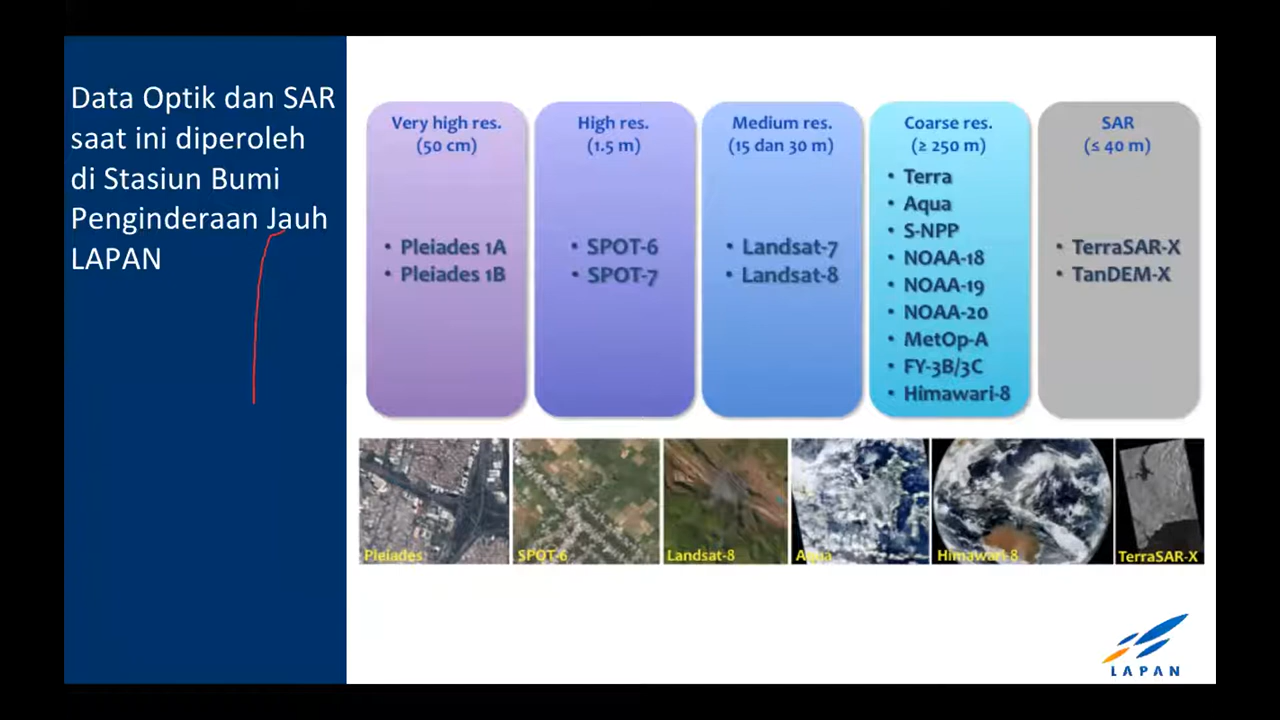 Data Optik dan SAR
saat ini diperoleh
di Stasiun Bumi
Penginderaan Jauh
LAPAN
Very high res.
(50 cm)
• Pleiades 1A
• Pleiades 1B
High res.
(1.5 m)
• SPOT-6
• SPOT-7
Medium res.
(15 dan 30 m)
• Landsat-7
• Landsat-8
Coarse res.
(≥ 250 m)
• Terra
• Aqua
• S-NPP
• NOAA-18
• NOAA-19
• NOAA-20
• MetOp-A
• FY-3B/3C
• Himawari-8
SAR
(≤ 40 m)
• TerraSAR-X
• TanDEM-X
Pleiades
SPOT-6
Landsat-8
Aqua
Himawari-8
TerraSAR-X
LAPAN